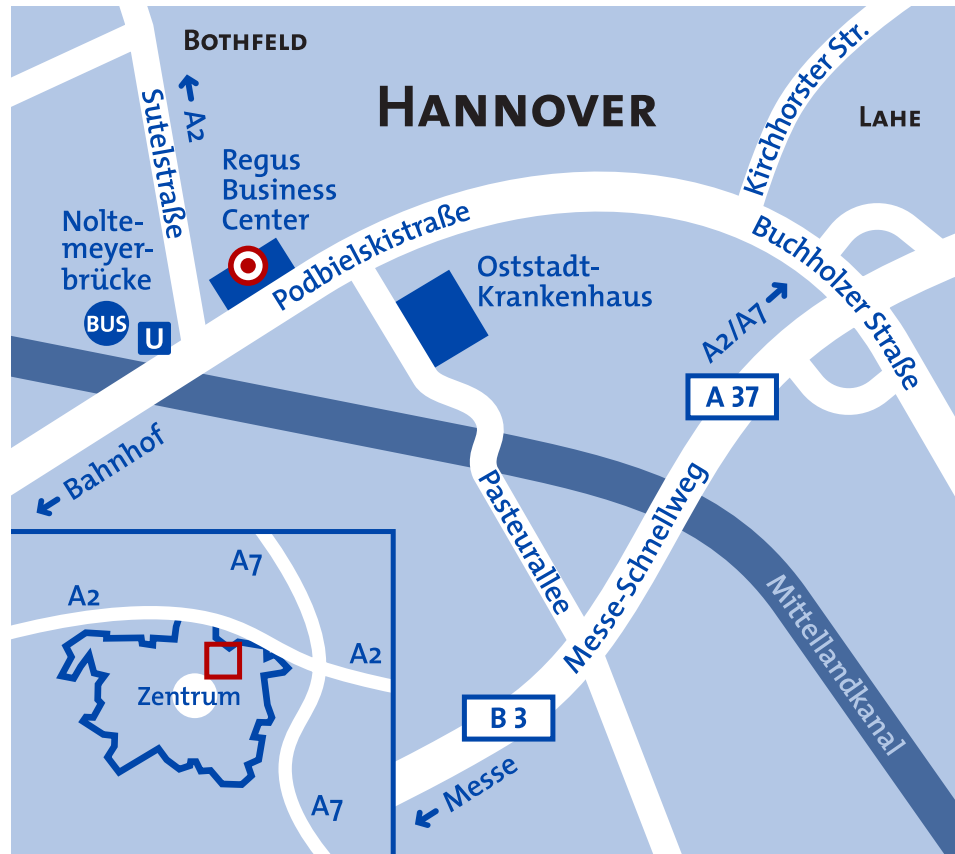 BOTHFELD
HANNOVER
LAHE
Kirchhorster Str.
Sutelstraße
A2
Regus
Business
Center
Nolte-
meyer-
brücke
BUS
U
Podbielskistraße
Oststadt-
Krankenhaus
Buchholzer Straße
A2/A7
A 37
Bahnhof
Pasteurallee
Messe-Schnellweg
Mittellandkanal
B 3
Messe
A7
A2
A2
Zentrum
A7